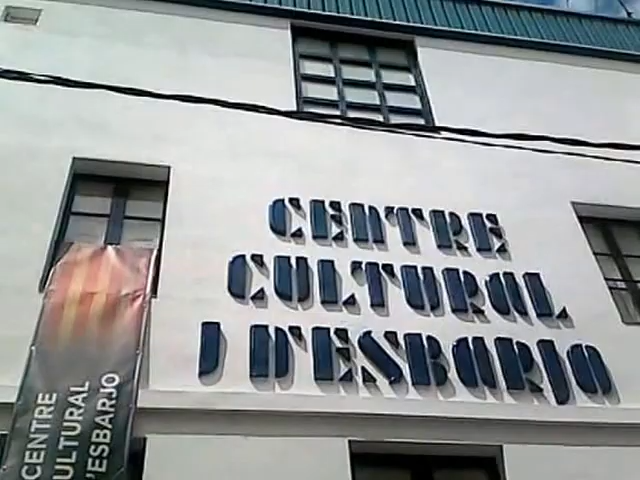 CENTRE
CULTURAL
I D'ESBARJO
CENTRE
CULTURAL
D'ESBARJO